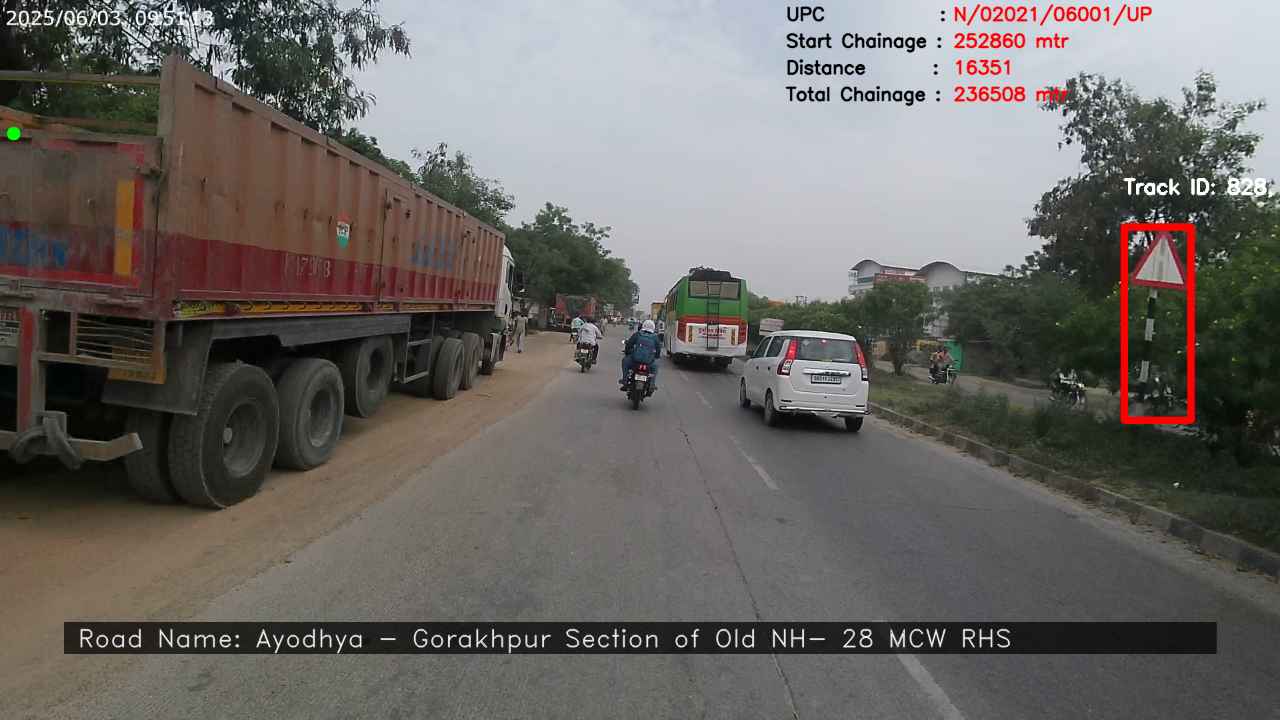 2025/06/03 09:51:13
UPC : N/02021/06001/UP
Start Chainage : 252860 mtr
Distance : 16351
Total Chainage : 236508 mtr
Track ID: 828,
Road Name: Ayodhya - Gorakhpur Section of Old NH- 28 MCW RHS